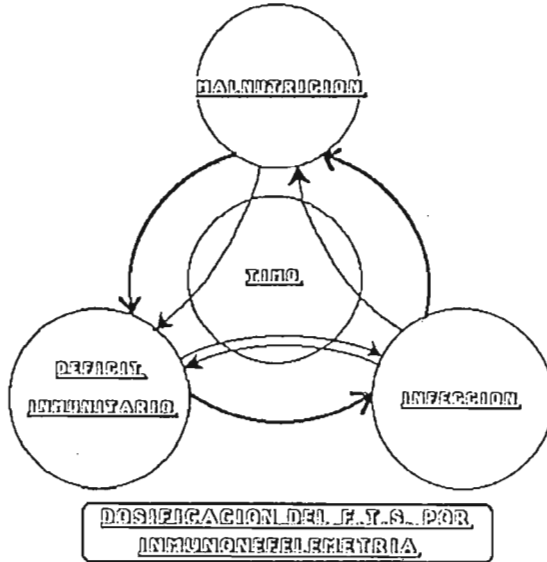 MALNUTRICION
TIMO
DEFICIT
INMUNITARIO
INFECCION
DOSIFICACION DEL F.T.S. POR
INMUNONEFELEMETRIA